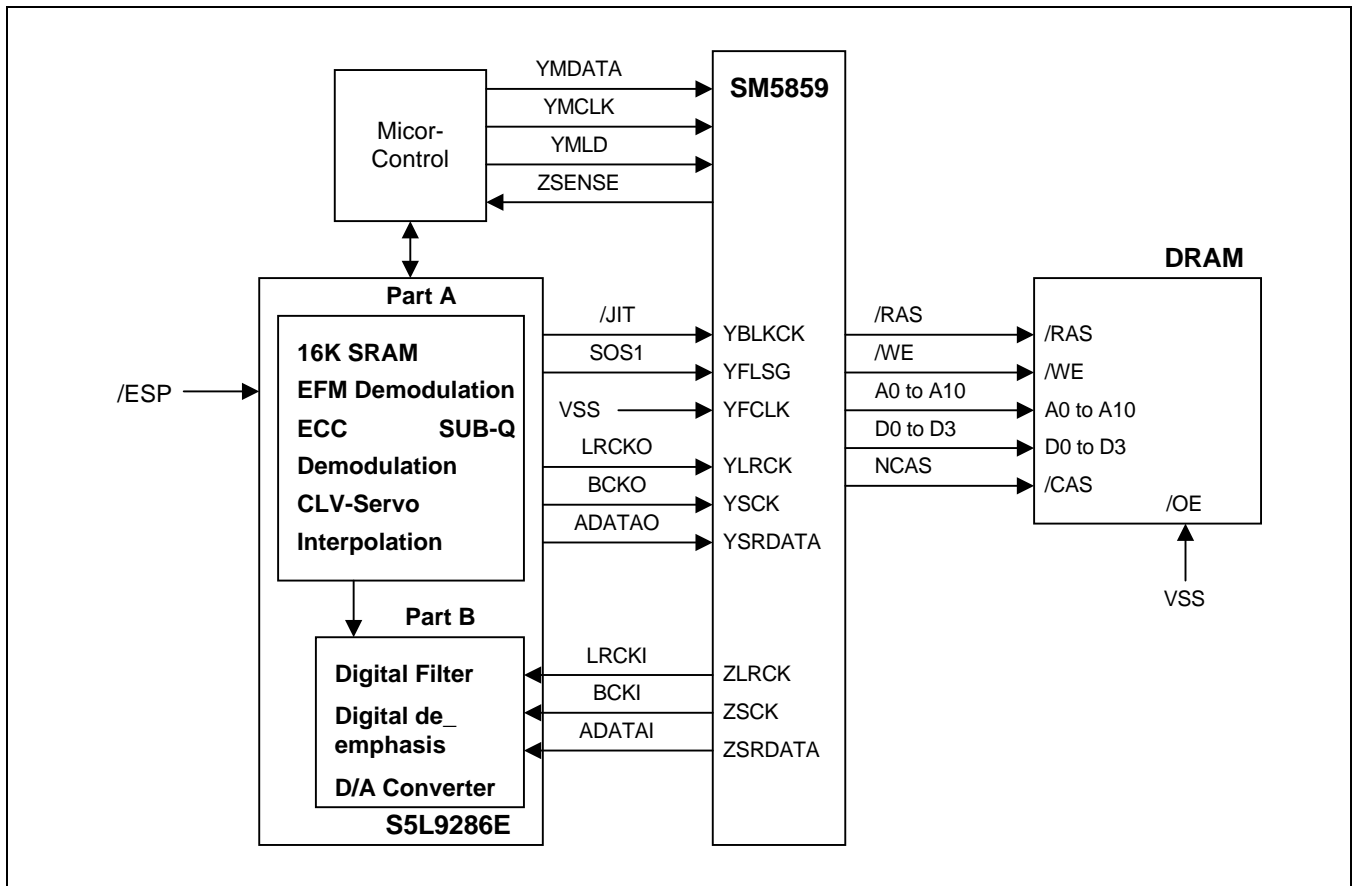 YMDATA
YMCLK
YMLD
ZSENSE
Micor-
Control
SM5859
DRAM
Part A
16K SRAM
EFM Demodulation
ECC SUB-Q
Demodulation
CLV-Servo
Interpolation
/ESP
/JIT
SOS1
VSS
LRCKO
BCKO
ADATAO
YBLKCK
YFLSG
YFCLK
YLRCK
YSCK
YSRDATA
/RAS
/WE
A0 to A10
D0 to D3
NCAS
/RAS
/WE
A0 to A10
D0 to D3
/CAS
/OE
VSS
Part B
Digital Filter
Digital de_
emphasis
D/A Converter
S5L9286E
LRCKI
BCKI
ADATAI
ZLRCK
ZSCK
ZSRDATA